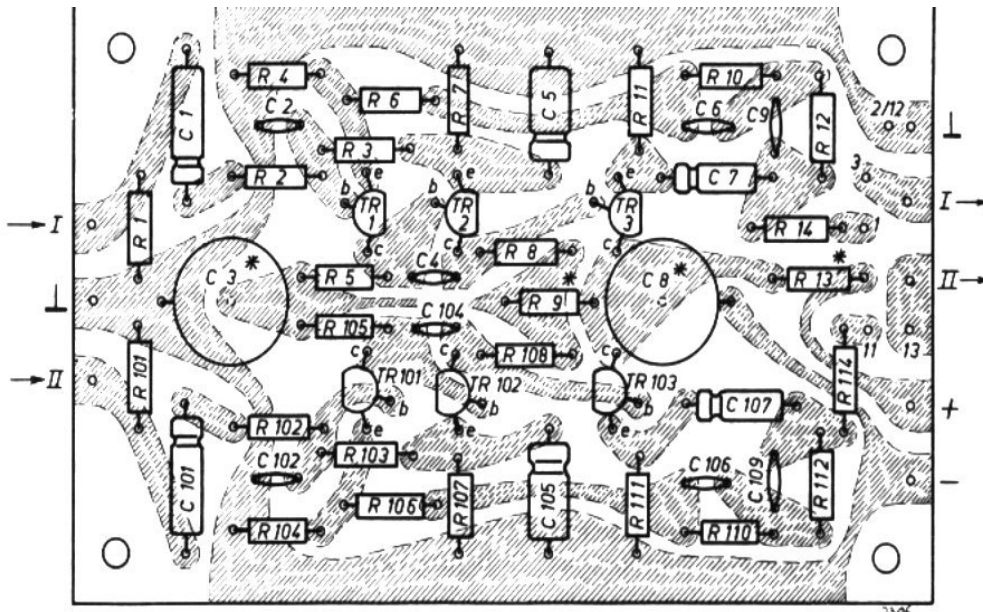 R 4
R 10
R 7
R 11
C 1
C 2
R 6
C 5
C 6
C 9
R 12
2/12
⊥
R 3
R 2
e
e
e
C 7
3
b
b
b
TR 1
TR 2
TR 3
→ I
R 1
R 14
1
I →
c
c
c
R 8
C 3 *
R 5
C 4
*
C 8 *
*
R 13
II →
⊥
R 9
C 104
R 105
11
13
R 101
R 108
R 114
c
c
c
→ II
TR 101
TR 102
TR 103
b
b
b
C 107
+
R 102
e
e
e
C 101
C 102
R 103
R 107
C 105
R 111
C 106
C 109
R 112
−
R 106
R 104
R 110